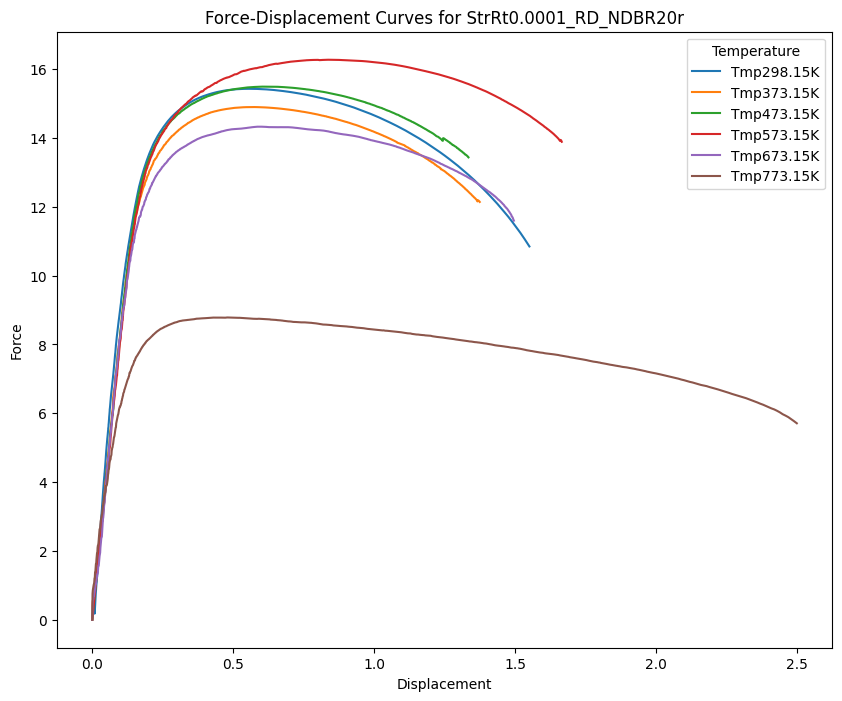 Force-Displacement Curves for StrRt0.0001_RD_NDBR20r
Temperature
Tmp298.15K
Tmp373.15K
Tmp473.15K
Tmp573.15K
Tmp673.15K
Tmp773.15K
Force
16
14
12
10
8
6
4
2
0
0.0
0.5
1.0
1.5
2.0
2.5
Displacement